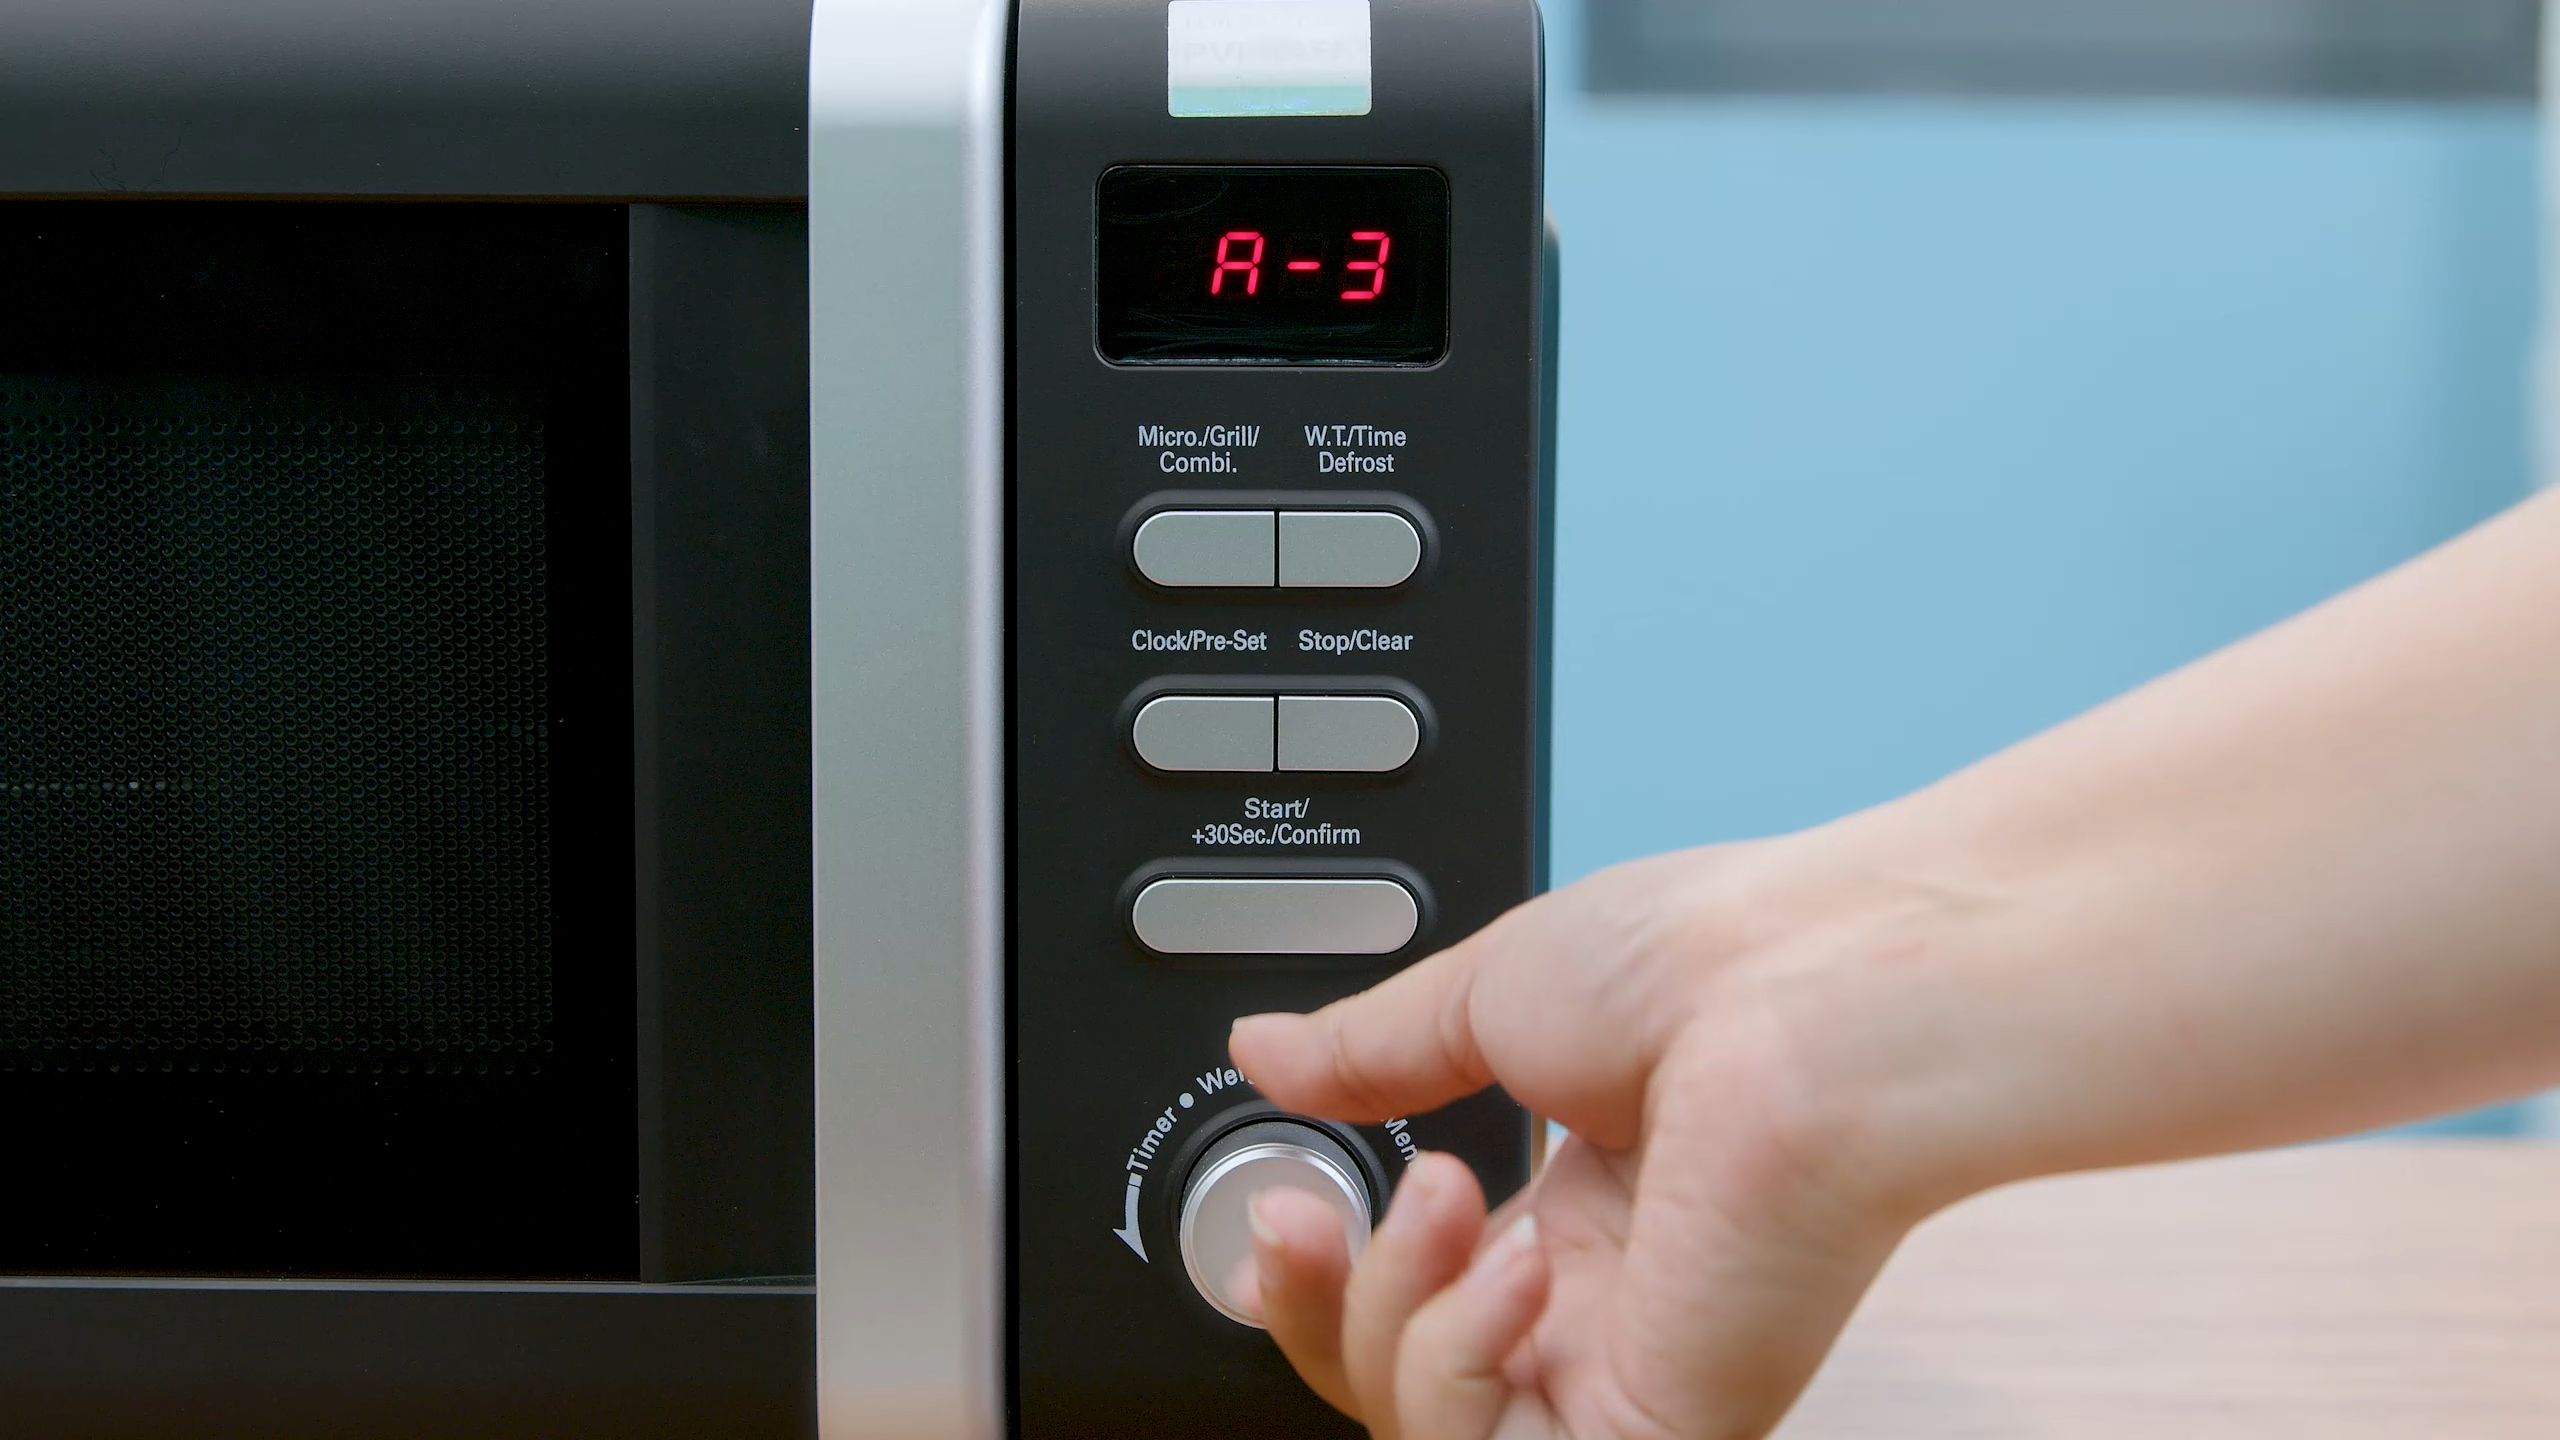 A-3
Micro./Grill/
Combi.
W.T./Time
Defrost
Clock/Pre-Set
Stop/Clear
Start/
+30Sec./Confirm
Timer •